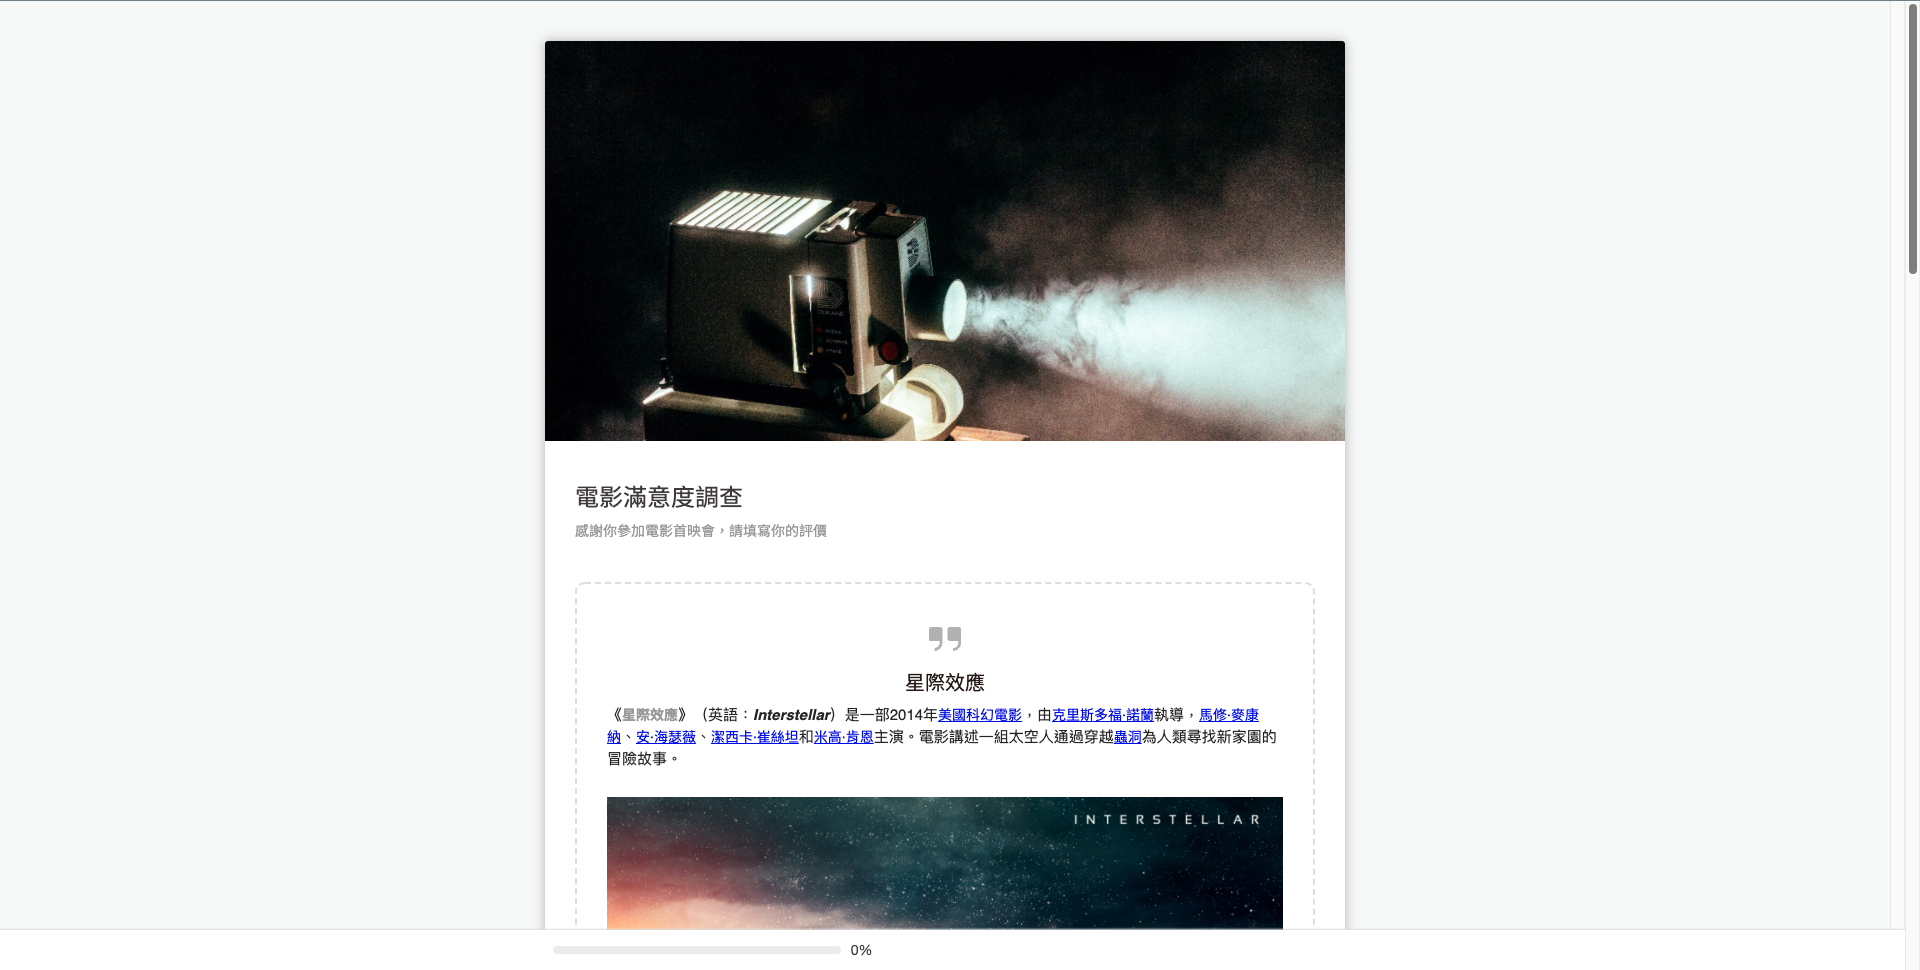 電影滿意度調查
感謝你參加電影首映會，請填寫你的評價
星際效應
《星際效應》（英語：Interstellar）是一部2014年美國科幻電影，由克里斯多福·諾蘭執導，馬修·麥康
納、安·海瑟薇、潔西卡·崔絲坦和米高·肯恩主演。電影講述一組太空人通過穿越蟲洞為人類尋找新家園的
冒險故事。
INTERSTELLAR
0%